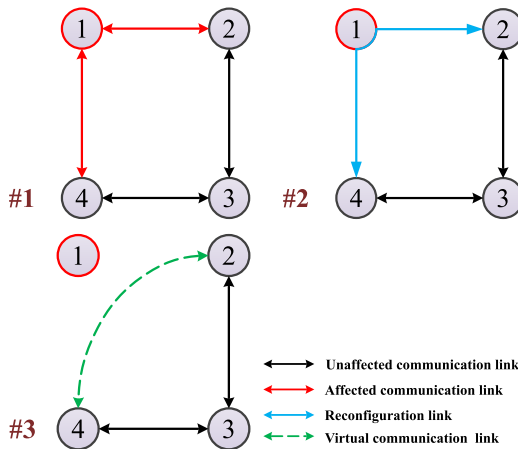 1 2
4 3
#1
1 2
4 3
#2
1 2
4 3
#3
Unaffected communication link
Affected communication link
Reconfiguration link
Virtual communication link